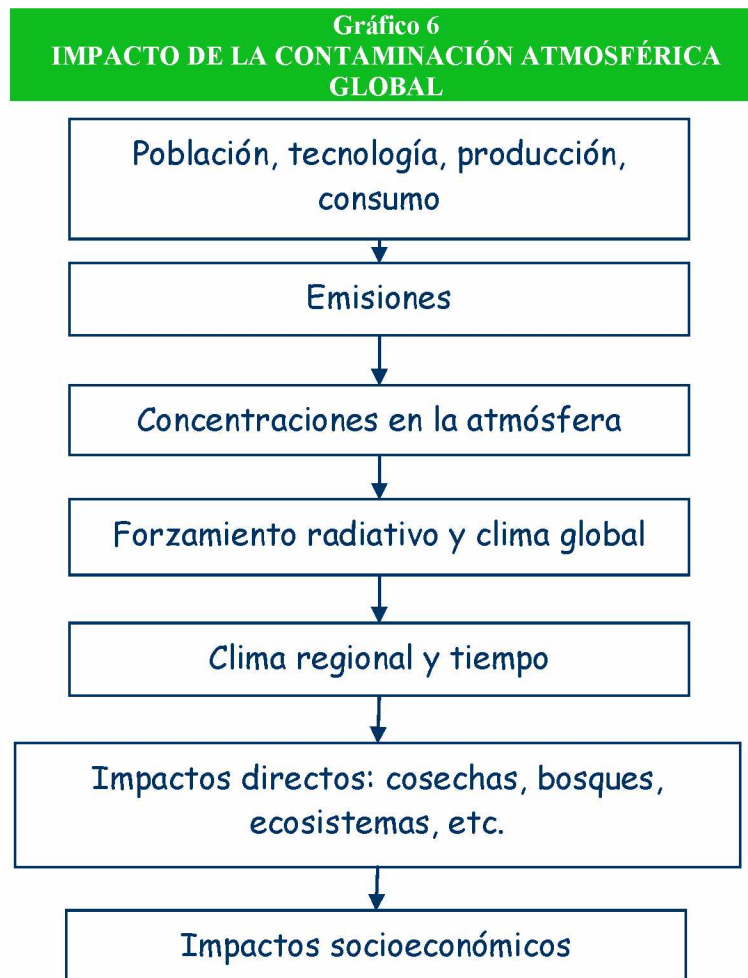 Gráfico 6
IMPACTO DE LA CONTAMINACIÓN ATMOSFÉRICA
GLOBAL
Población, tecnología, producción,
consumo
Emisiones
Concentraciones en la atmósfera
Forzamiento radiativo y clima global
Clima regional y tiempo
Impactos directos: cosechas, bosques,
ecosistemas, etc.
Impactos socioeconómicos